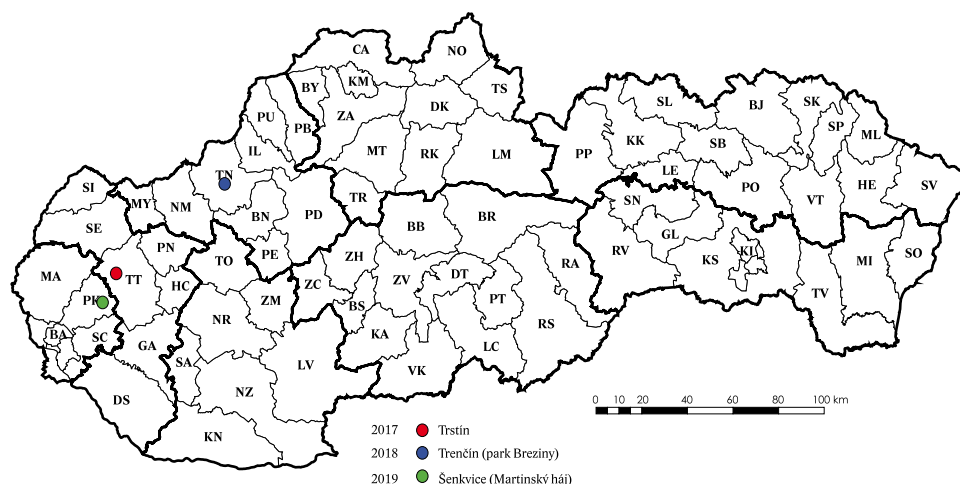 CA NO
BY KM TS
PU ZA DK SL BJ SK
PB SP ML
IL MT RK LM PP KK SB
TN LE
SI MY NM BN PD TR PO VT HE SV
SE BB BR SN
PN PE ZH GL
MA TT TO ZC ZV DT RA RV KS KI MI SO
HC ZM BS PT TV
PK NR KA RS
BA SC GA LC
SA LV VK
DS NZ
KN
0 10 20 40 60 80 100 km
2017 Trstín
2018 Trenčín (park Breziny)
2019 Šenkvice (Martinský háj)